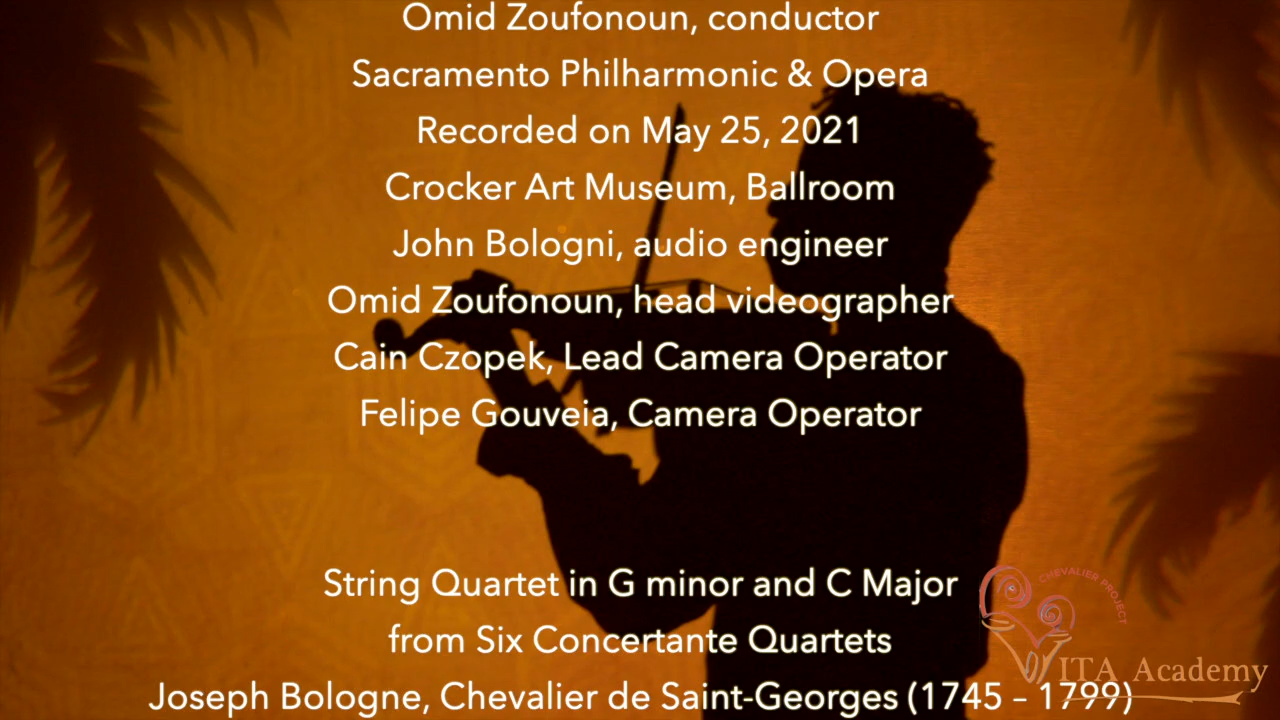 Omid Zoufonoun, conductor
Sacramento Philharmonic & Opera
Recorded on May 25, 2021
Crocker Art Museum, Ballroom
John Bologni, audio engineer
Omid Zoufonoun, head videographer
Cain Czopek, Lead Camera Operator
Felipe Gouveia, Camera Operator
String Quartet in G minor and C Major
from Six Concertante Quartets
Joseph Bologne, Chevalier de Saint-Georges (1745 – 1799)
CHEVALIER PROJECT
VITA Academy